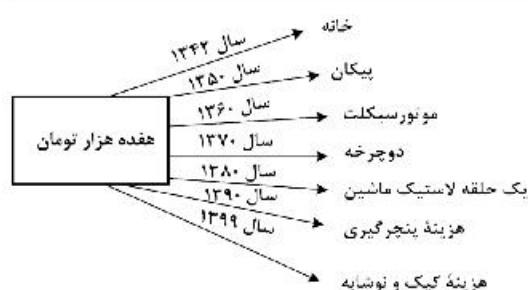 سال ۱۳۴۲ خانه
سال ۱۳۵۰ پیکان
سال ۱۳۶۰ موتورسیکلت
هفده هزار تومان
سال ۱۳۷۰ دوچرخه
سال ۱۳۸۰ یک حلقه لاستیک ماشین
سال ۱۳۹۰ هزینهٔ پنچرگیری
سال ۱۳۹۹ هزینهٔ کیک و نوشابه